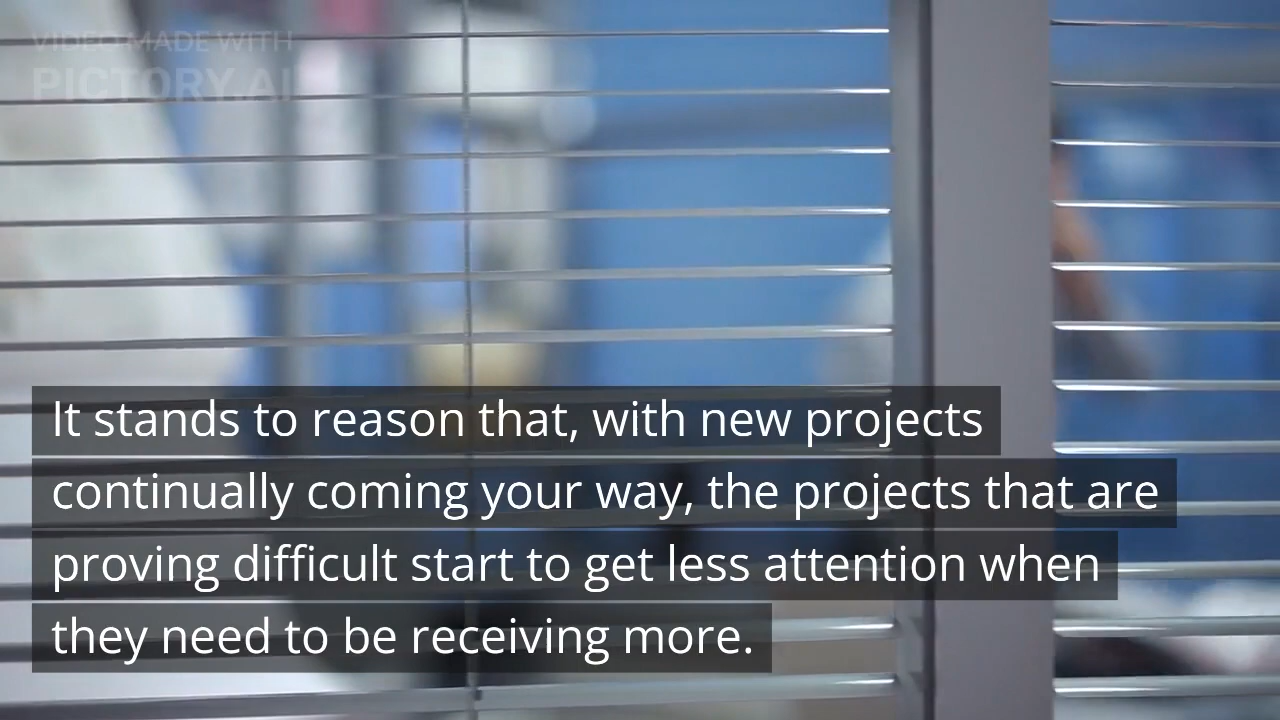 VIDEO MADE WITH
PICTORY.AI
It stands to reason that, with new projects
continually coming your way, the projects that are
proving difficult start to get less attention when
they need to be receiving more.